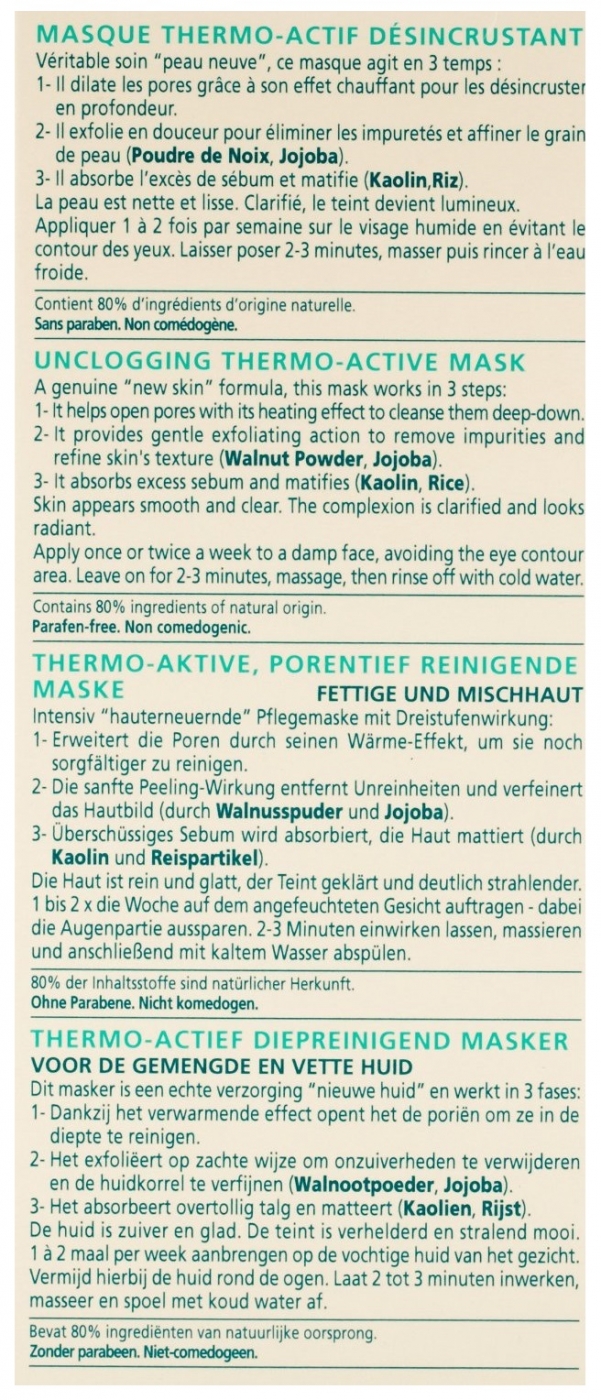 MASQUE THERMO-ACTIF DÉSINCRUSTANT
Véritable soin "peau neuve", ce masque agit en 3 temps :
1- Il dilate les pores grâce à son effet chauffant pour les désincruster
en profondeur.
2- Il exfolie en douceur pour éliminer les impuretés et affiner le grain
de peau (Poudre de Noix, Jojoba).
3- Il absorbe l'excès de sébum et matifie (Kaolin,Riz).
La peau est nette et lisse. Clarifié, le teint devient lumineux.
Appliquer 1 à 2 fois par semaine sur le visage humide en évitant le
contour des yeux. Laisser poser 2-3 minutes, masser puis rincer à l'eau
froide.
Contient 80% d'ingrédients d'origine naturelle.
Sans paraben. Non comédogène.
UNCLOGGING THERMO-ACTIVE MASK
A genuine "new skin" formula, this mask works in 3 steps:
1- It helps open pores with its heating effect to cleanse them deep-down.
2- It provides gentle exfoliating action to remove impurities and
refine skin's texture (Walnut Powder, Jojoba).
3- It absorbs excess sebum and matifies (Kaolin, Rice).
Skin appears smooth and clear. The complexion is clarified and looks
radiant.
Apply once or twice a week to a damp face, avoiding the eye contour
area. Leave on for 2-3 minutes, massage, then rinse off with cold water.
Contains 80% ingredients of natural origin.
Parafen-free. Non comedogenic.
THERMO-AKTIVE, PORENTIEF REINIGENDE
MASKE FETTIGE UND MISCHHAUT
Intensiv "hauterneuernde" Pflegemaske mit Dreistufenwirkung:
1- Erweitert die Poren durch seinen Wärme-Effekt, um sie noch
sorgfältiger zu reinigen.
2- Die sanfte Peeling-Wirkung entfernt Unreinheiten und verfeinert
das Hautbild (durch Walnusspuder und Jojoba).
3- Überschüssiges Sebum wird absorbiert, die Haut mattiert (durch
Kaolin und Reispartikel).
Die Haut ist rein und glatt, der Teint geklärt und deutlich strahlender.
1 bis 2 x die Woche auf dem angefeuchteten Gesicht auftragen - dabei
die Augenpartie aussparen. 2-3 Minuten einwirken lassen, massieren
und anschließend mit kaltem Wasser abspülen.
80% der Inhaltsstoffe sind natürlicher Herkunft.
Ohne Parabene. Nicht komedogen.
THERMO-ACTIEF DIEPREINIGEND MASKER
VOOR DE GEMENGDE EN VETTE HUID
Dit masker is een echte verzorging "nieuwe huid" en werkt in 3 fases:
1- Dankzij het verwarmende effect opent het de poriën om ze in de
diepte te reinigen.
2- Het exfoliëert op zachte wijze om onzuiverheden te verwijderen
en de huidkorrel te verfijnen (Walnootpoeder, Jojoba).
3- Het absorbeert overtollig talg en matteert (Kaolien, Rijst).
De huid is zuiver en glad. De teint is verhelderd en stralend mooi.
1 à 2 maal per week aanbrengen op de vochtige huid van het gezicht.
Vermijd hierbij de huid rond de ogen. Laat 2 tot 3 minuten inwerken,
masseer en spoel met koud water af.
Bevat 80% ingrediënten van natuurlijke oorsprong.
Zonder parabeen. Niet-comedogeen.